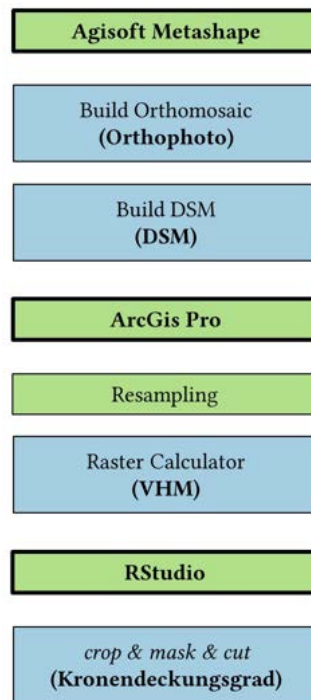 Agisoft Metashape
Build Orthomosaic
(Orthophoto)
Build DSM
(DSM)
ArcGis Pro
Resampling
Raster Calculator
(VHM)
RStudio
crop & mask & cut
(Kronendeckungsgrad)